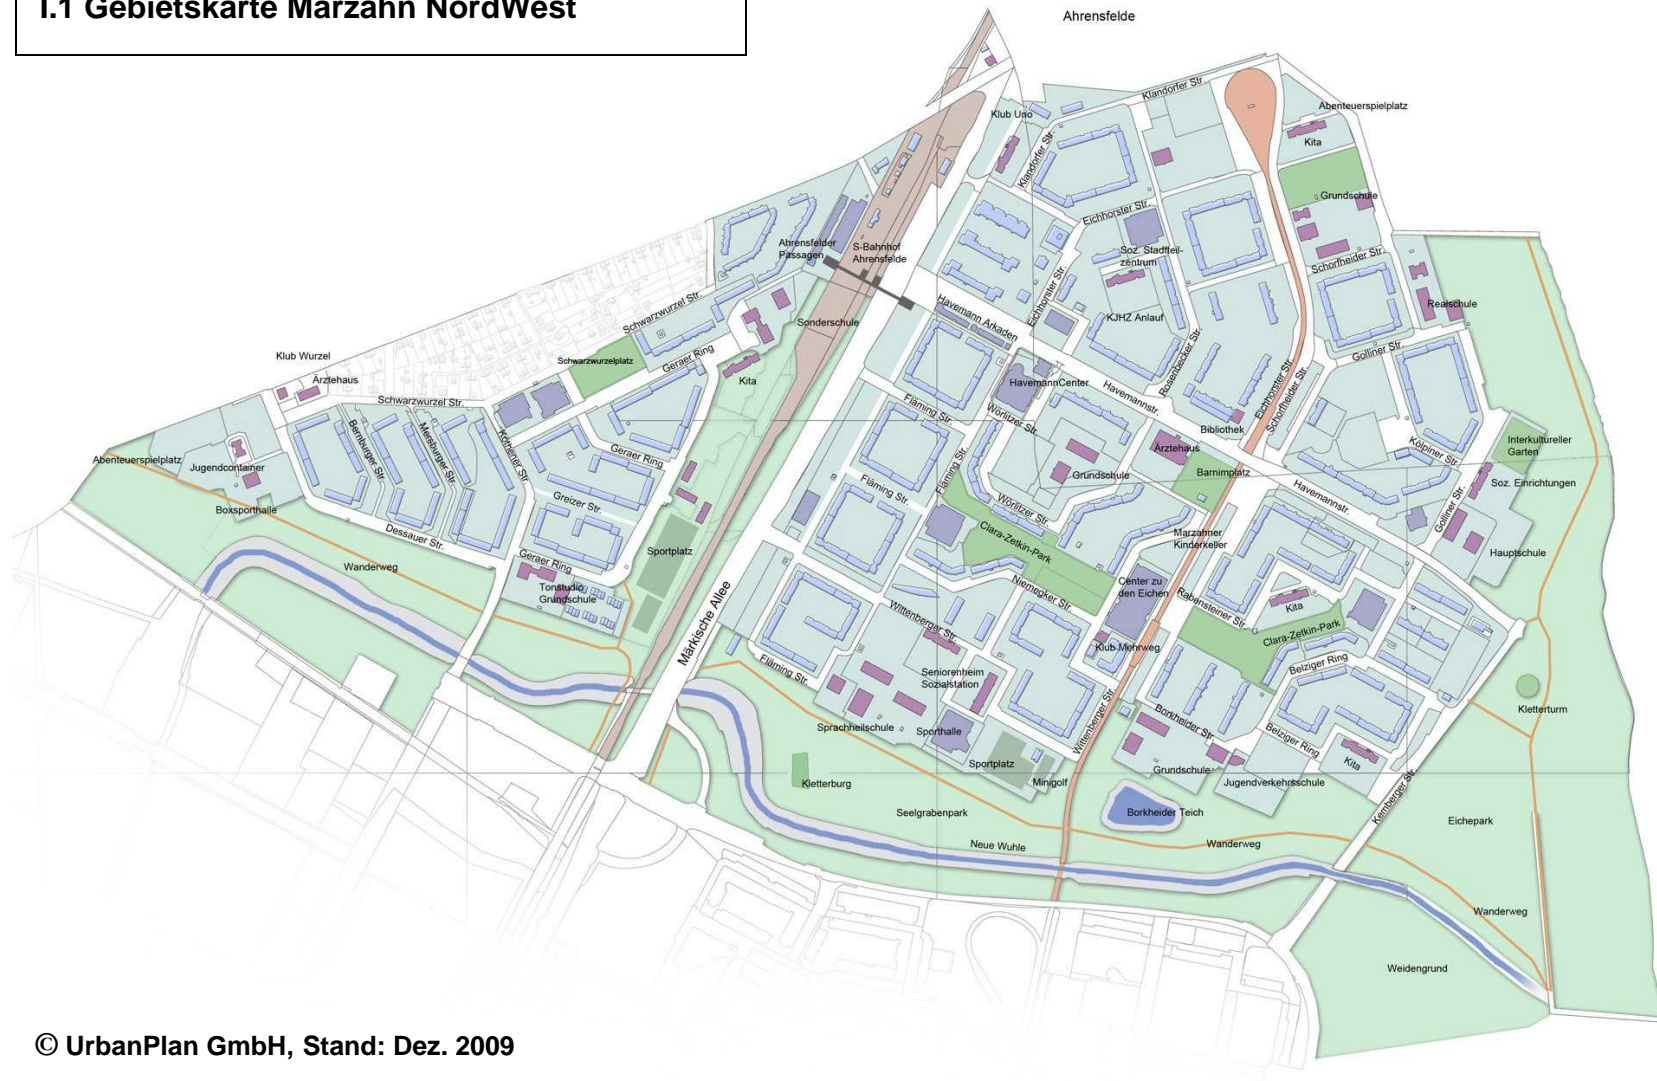 I.1 Gebietskarte Marzahn NordWest
Ahrensfelde
Klandorfer Str.
Abenteuerspielplatz
Klub Uno
Kita
Klandorfer Str.
Grundschule
Eichhorster Str.
Ahrensfelder
Passagen
S-Bahnhof
Ahrensfelde
Soz. Stadtteil-
zentrum
Schorfheider Str.
Eichhorster Str.
Schwarzwurzel Str.
Havemann Arkaden
Realschule
Sonderschule
KJHZ Anlauf
Klub Wurzel
Schwarzwurzelplatz
Geraer Ring
Rosenbecker Str.
Golliner Str.
Ärztehaus
Kita
HavemannCenter
Havemannstr.
Eichhorster Str.
Schorfheider Str.
Schwarzwurzel Str.
Fläming Str.
Wörlitzer Str.
Bibliothek
Bernburger Str.
Mersburger Str.
Köthener Str.
Geraer Ring
Ärztehaus
Kölpiner Str.
Interkultureller
Garten
Abenteuerspielplatz
Jugendcontainer
Fläming Str.
Grundschule
Barnimplatz
Soz. Einrichtungen
Fläming Str.
Havemannstr.
Golliner Str.
Boxsporthalle
Greizer Str.
Wörlitzer Str.
Dessauer Str.
Clara-Zetkin-Park
Marzahner
Kinderkeller
Sportplatz
Hauptschule
Wanderweg
Geraer Ring
Tonstudio
Grundschule
Niemegker Str.
Center zu
den Eichen
Rabensteiner Str.
Kita
Märkische Allee
Wittenberger Str.
Clara-Zetkin-Park
Klub Mehrweg
Fläming Str.
Seniorenheim
Sozialstation
Belziger Ring
Kletterturm
Sprachheilschule
Sporthalle
Wittenberger Str.
Borkheider Str.
Belziger Ring
Sportplatz
Grundschule
Kita
Kletterburg
Minigolf
Jugendverkehrsschule
Kemberger Str.
Seelgrabenpark
Borkheider Teich
Eichepark
Neue Wuhle
Wanderweg
Wanderweg
Weidengrund
© UrbanPlan GmbH, Stand: Dez. 2009